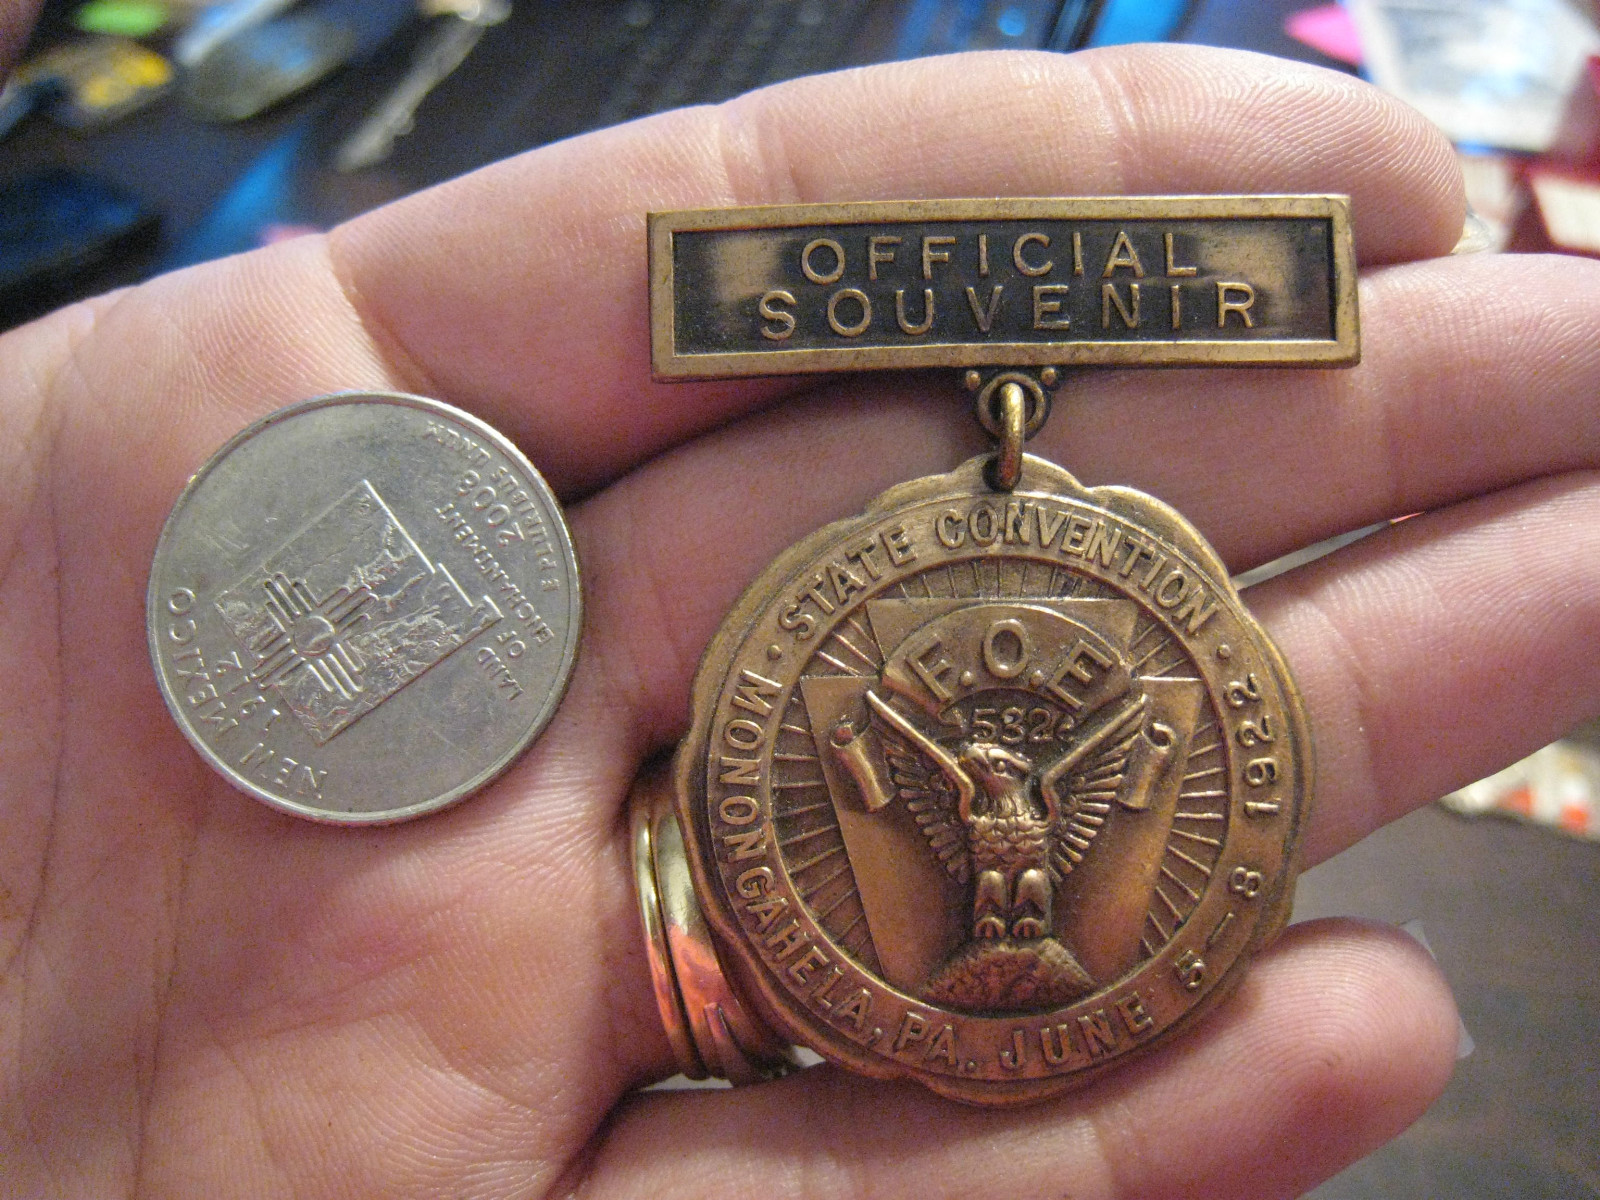 OFFICIAL
SOUVENIR
· STATE CONVENTION ·
MONONGAHELA, PA. JUNE 5-8 1922
F.O.E
532
NEW MEXICO
1912
LAND
OF
ENCHANTMENT
2008
E PLURIBUS UNUM